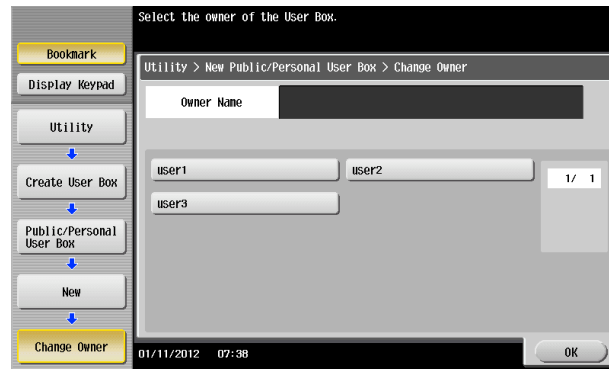 Select the owner of the User Box.
Bookmark
Display Keypad
Utility
Create User Box
Public/Personal
User Box
New
Change Owner
Utility > New Public/Personal User Box > Change Owner
Owner Name
user1
user2
1/ 1
user3
01/11/2012 07:38
OK